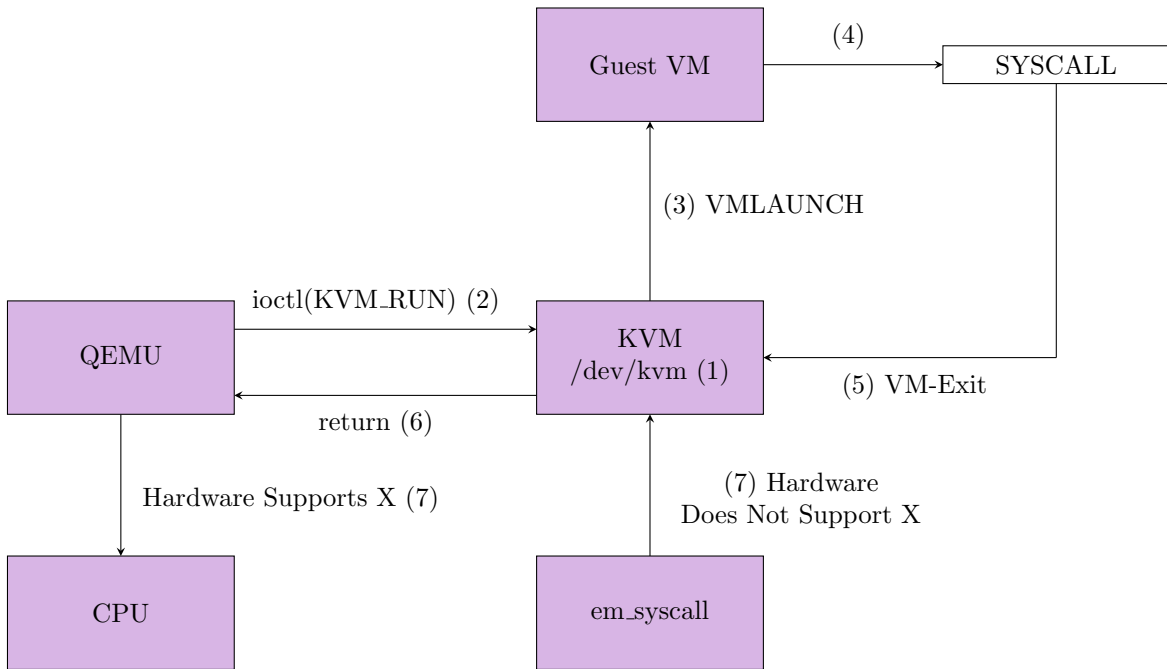 (4)
Guest VM
SYSCALL
(3) VMLAUNCH
ioctl(KVM_RUN) (2)
QEMU
KVM
/dev/kvm (1)
(5) VM-Exit
return (6)
Hardware Supports X (7)
(7) Hardware
Does Not Support X
CPU
em_syscall